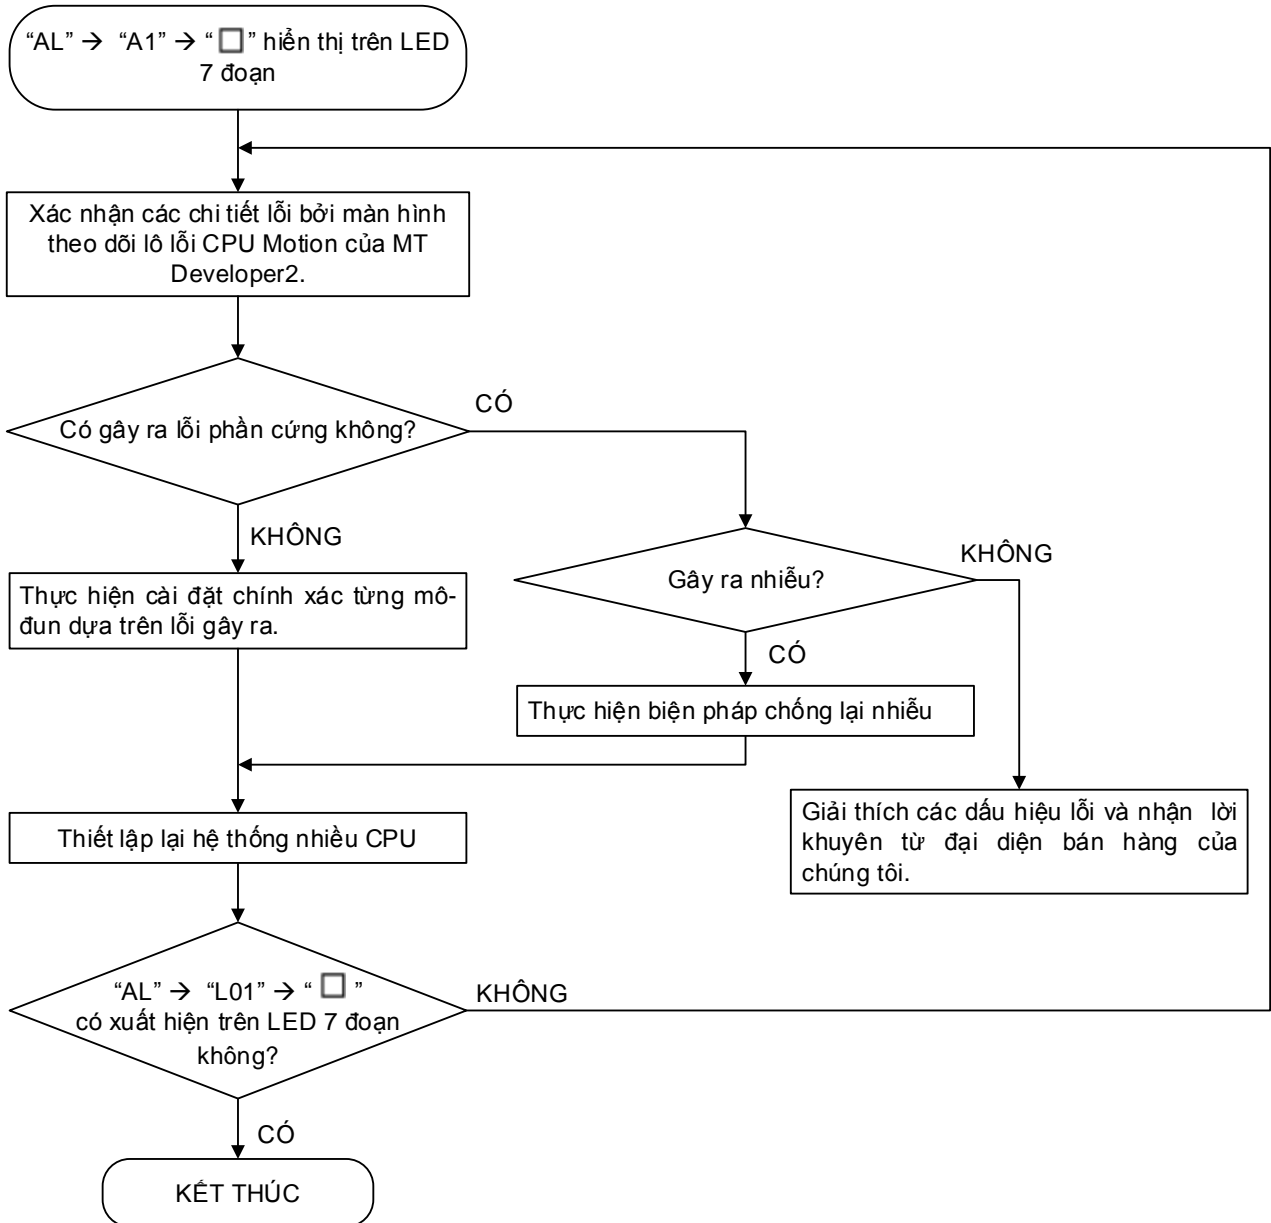 “AL” → “A1” → “□” hiển thị trên LED
7 đoạn
Xác nhận các chi tiết lỗi bởi màn hình
theo dõi lô lỗi CPU Motion của MT
Developer2.
CÓ
Có gây ra lỗi phần cứng không?
KHÔNG
KHÔNG
Gây ra nhiễu?
Thực hiện cài đặt chính xác từng mô-
đun dựa trên lỗi gây ra.
CÓ
Thực hiện biện pháp chống lại nhiễu
Giải thích các dấu hiệu lỗi và nhận lời
khuyên từ đại diện bán hàng của
chúng tôi.
Thiết lập lại hệ thống nhiều CPU
“AL” → “L01” → “□”
có xuất hiện trên LED 7 đoạn
không?
KHÔNG
CÓ
KẾT THÚC